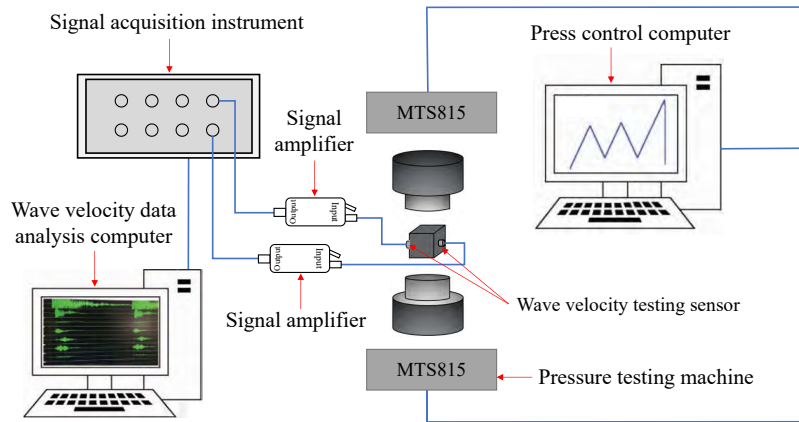 Signal acquisition instrument
Press control computer
MTS815
Signal
amplifier
Output
Input
Wave velocity data
analysis computer
Output
Input
Signal amplifier
Wave velocity testing sensor
MTS815
Pressure testing machine